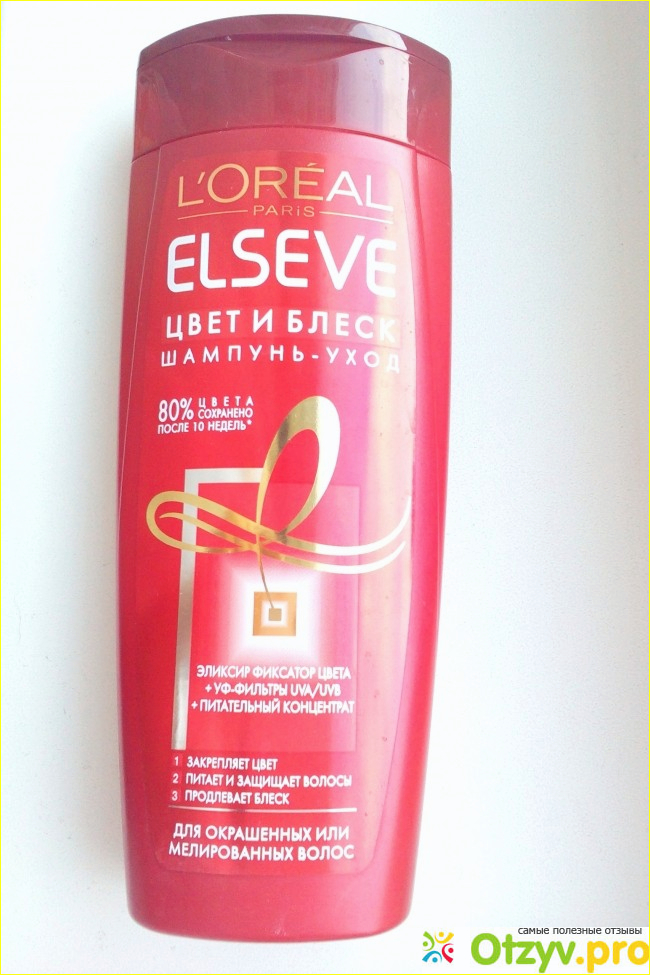 L'ORÉAL
PARIS
ELSEVE
ЦВЕТ И БЛЕСК
ШАМПУНЬ-УХОД
80% ЦВЕТА
СОХРАНЕНО
ПОСЛЕ 10 НЕДЕЛЬ*
ЭЛИКСИР ФИКСАТОР ЦВЕТА
+ УФ-ФИЛЬТРЫ UVA/UVB
+ ПИТАТЕЛЬНЫЙ КОНЦЕНТРАТ
1 ЗАКРЕПЛЯЕТ ЦВЕТ
2 ПИТАЕТ И ЗАЩИЩАЕТ ВОЛОСЫ
3 ПРОДЛЕВАЕТ БЛЕСК
ДЛЯ ОКРАШЕННЫХ ИЛИ
МЕЛИРОВАННЫХ ВОЛОС
самые полезные отзывы
Otzyv.pro